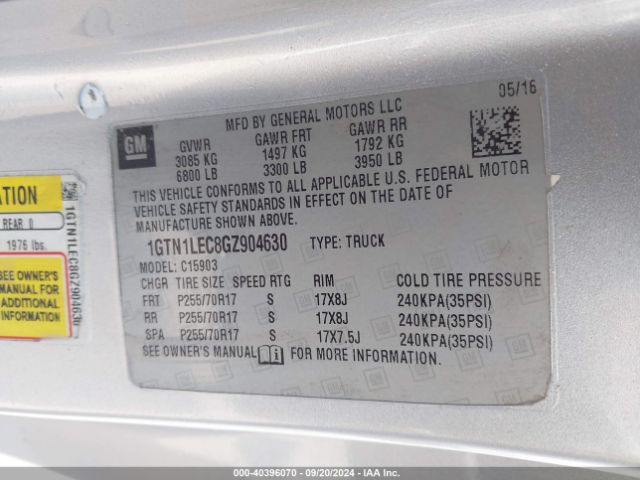 05/16
MFD BY GENERAL MOTORS LLC
GM
GVWR GAWR FRT GAWR RR
3085 KG 1497 KG 1792 KG
6800 LB 3300 LB 3950 LB
THIS VEHICLE CONFORMS TO ALL APPLICABLE U.S. FEDERAL MOTOR
VEHICLE SAFETY STANDARDS IN EFFECT ON THE DATE OF
MANUFACTURE SHOWN ABOVE.
1GTN1LEC8GZ904630 TYPE: TRUCK
MODEL: C15903
CHGR TIRE SIZE SPEED RTG RIM COLD TIRE PRESSURE
FRT P255/70R17 S 17X8J 240KPA(35PSI)
RR P255/70R17 S 17X8J 240KPA(35PSI)
SPA P255/70R17 S 17X7.5J 240KPA(35PSI)
SEE OWNER'S MANUAL FOR MORE INFORMATION.
ATION
REAR 0
1976 lbs.
SEE OWNER'S
MANUAL FOR
ADDITIONAL
INFORMATION
1GTN1LEC8GZ904630
000-40396070 - 09/20/2024 - IAA Inc.